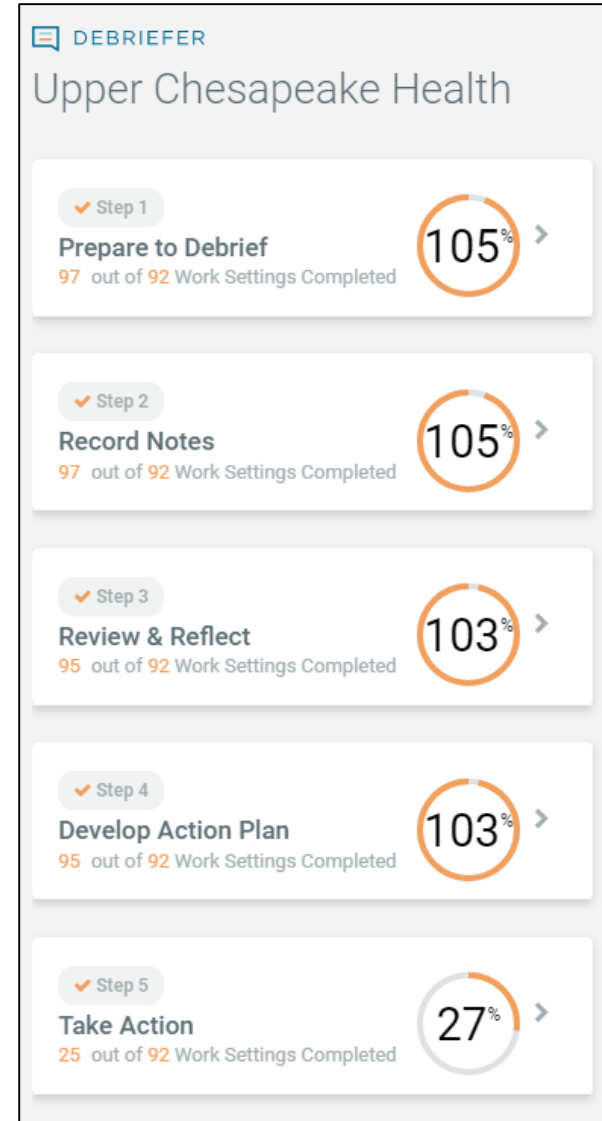 DEBRIEFER
Upper Chesapeake Health
Step 1
Prepare to Debrief
97 out of 92 Work Settings Completed
105%
Step 2
Record Notes
97 out of 92 Work Settings Completed
105%
Step 3
Review & Reflect
95 out of 92 Work Settings Completed
103%
Step 4
Develop Action Plan
95 out of 92 Work Settings Completed
103%
Step 5
Take Action
25 out of 92 Work Settings Completed
27%